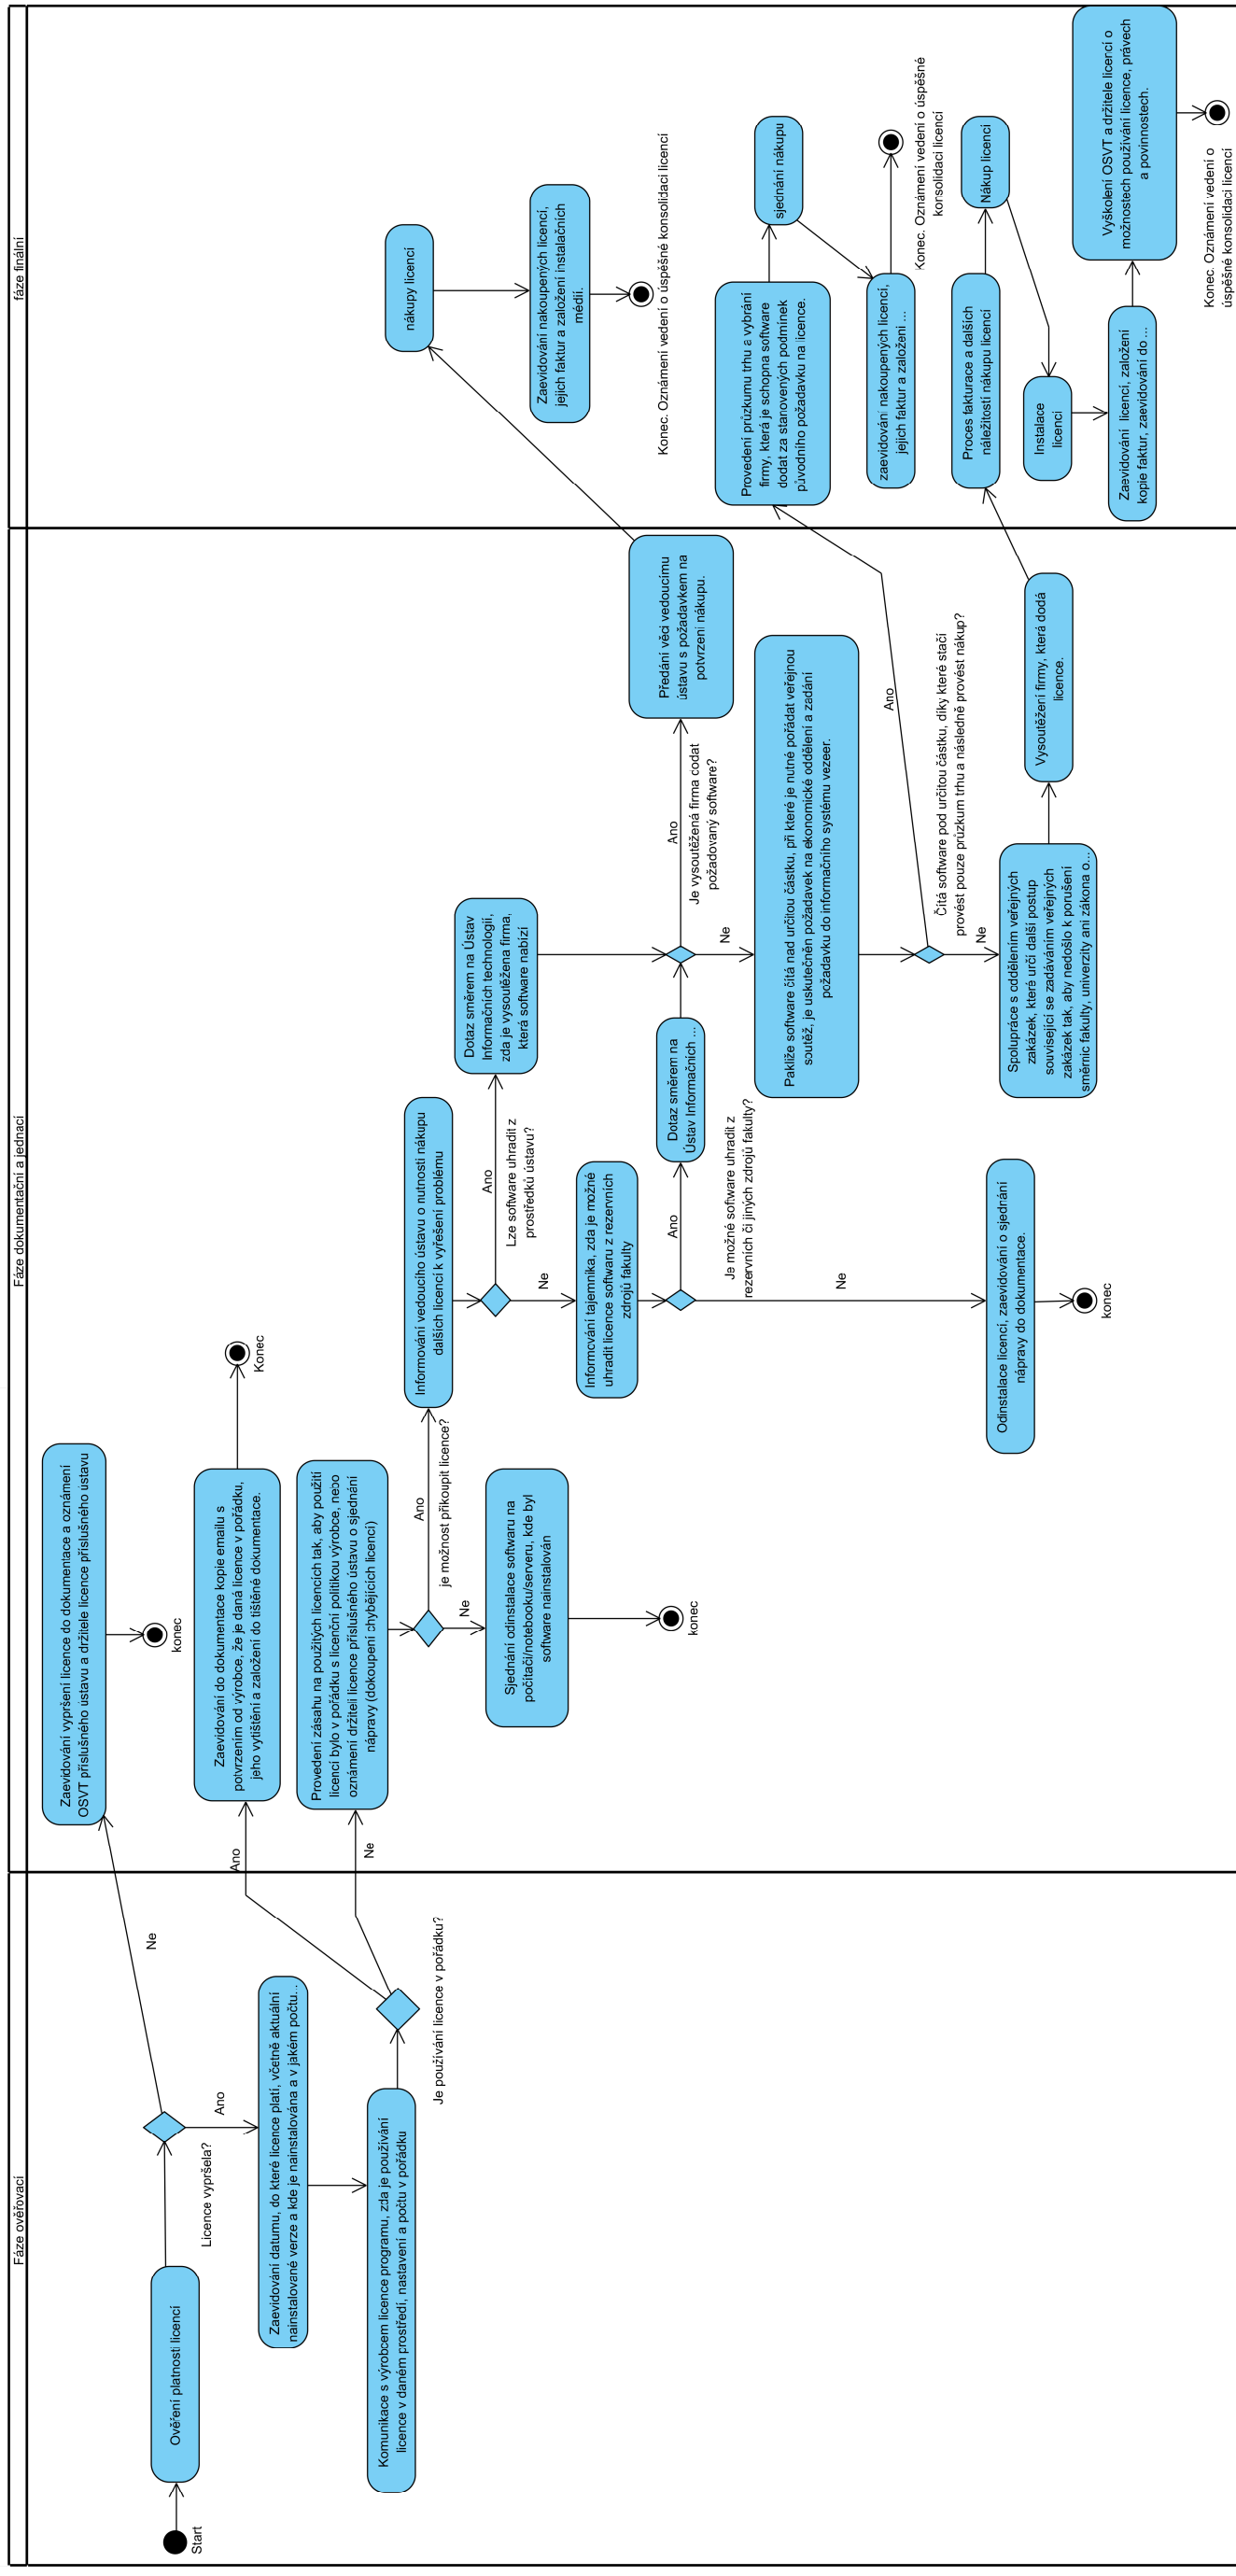 Fáze ověřovací
Start
Ověření platnosti licencí
Licence vypršela?
Ne
Ano
Zaevidování datumu, do které licence platí, včetně aktuální
nainstalované verze a kde je nainstalována a v jakém počtu...
Komunikace s výrobcem licence programu, zda je používání
licence v daném prostředí, nastavení a počtu v pořádku
Je používání licence v pořádku?
Ano
Ne
Fáze dokumentační a jednací
Zaevidování vypršení licence do dokumentace a oznámení
OSVT příslušného ústavu a držitele licence příslušného ústavu
konec
Zaevidování do dokumentace kopie emailu s
potvrzením od výrobce, že je daná licence v pořádku,
jeho vytištění a založení do tištěné dokumentace.
Konec
Provedení zásahu na použitých licencích tak, aby použití
licencí bylo v pořádku s licenční politikou výrobce, nebo
oznámení držiteli licence příslušného ústavu o sjednání
nápravy (dokoupení chybějících licencí)
Ano
je možnost přikoupit licence?
Ne
Sjednání odinstalace softwaru na
počítači/notebooku/serveru, kde byl
software nainstalován
konec
Informování vedoucího ústavu o nutnosti nákupu
dalších licencí k vyřešení problému
Ano
Lze software uhradit z
prostředků ústavu?
Ne
Informování tajemníka, zda je možné
uhradit licence softwaru z rezervních
zdrojů fakulty
Ano
Je možné software uhradit z
rezervních či jiných zdrojů fakulty?
Ne
Odinstalace licencí, zaevidování o sjednání
nápravy do dokumentace.
konec
Dotaz směrem na Ústav
Informačních technologií,
zda je vysoutěžena firma,
která software nabízí
Dotaz směrem na
Ústav Informačních ...
Ano
Je vysoutěžená firma codat
požadovaný software?
Ne
Předání věci vedoucímu
ústavu s požadavkem na
potvrzení nákupu.
Pakliže software čítá nad určitou částku, při které je nutné pořádat veřejnou
soutěž, je uskutečněn požadavek na ekonomické oddělení a zadání
požadavku do informačního systému vezeer.
Ano
Čítá software pod určitou částku, díky které stačí
provést pouze průzkum trhu a následně provést nákup?
Ne
Spolupráce s oddělením veřejných
zakázek, které určí další postup
související se zadáváním veřejných
zakázek tak, aby nedošlo k porušení
směrnic fakulty, univerzity ani zákona o...
Vysoutěžení firmy, která dodá
licence.
fáze finální
nákupy licencí
Zaevidování nakoupených licencí,
jejich faktur a založení instalačních
médií.
Konec. Oznámení vedení o úspěšné konsolidaci licencí
Provedení průzkumu trhu a vybrání
firmy, která je schopna software
dodat za stanovených podmínek
původního požadavku na licence.
sjednání nákupu
zaevidování nakoupených licencí,
jejich faktur a založení ...
Konec. Oznámení vedení o úspěšné
konsolidaci licencí
Proces fakturace a dalších
náležitostí nákupu licencí
Nákup licencí
Instalace
licencí
Zaevidování licencí, založení
kopie faktur, zaevidování do ...
Vyškolení OSVT a držitele licencí o
možnostech používání licence, právech
a povinnostech.
Konec. Oznámení vedení o
úspěšné konsolidaci licencí